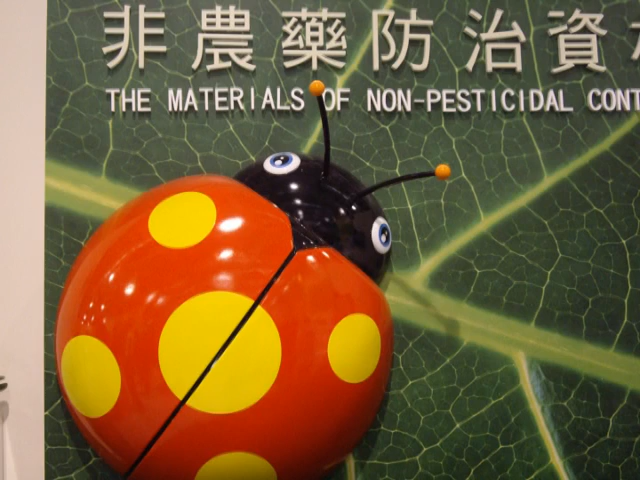 非農藥防治資
THE MATERIALS OF NON-PESTICIDAL CONT